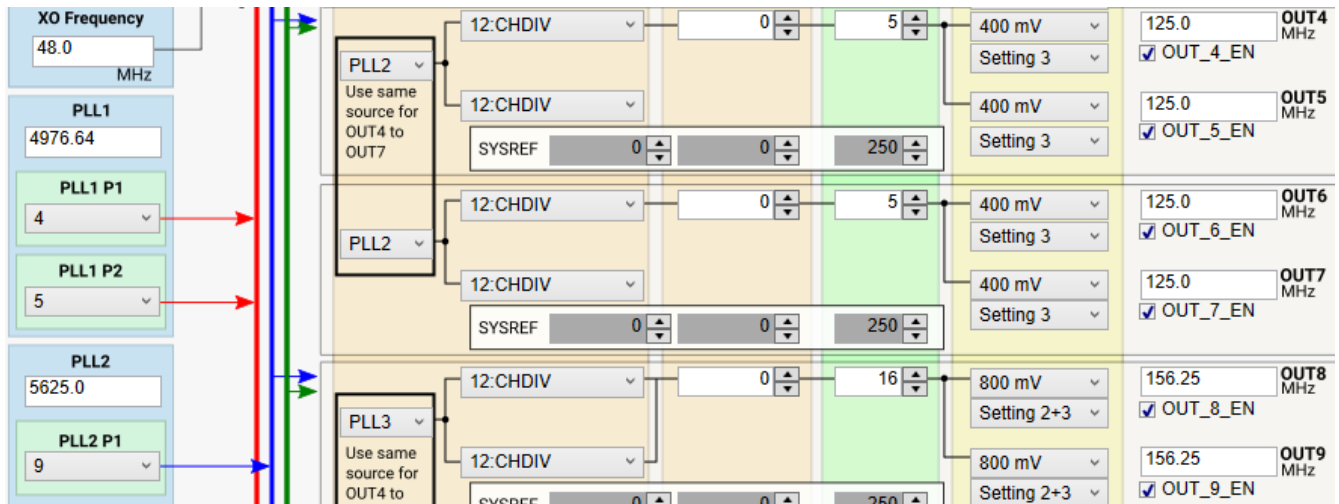 XO Frequency
48.0
MHz
PLL1
4976.64
PLL1 P1
4
PLL1 P2
5
PLL2
5625.0
PLL2 P1
9
PLL2
Use same
source for
OUT4 to
OUT7
12:CHDIV
0
5
400 mV
Setting 3
125.0
OUT4
MHz
OUT_4_EN
12:CHDIV
400 mV
Setting 3
125.0
OUT5
MHz
OUT_5_EN
SYSREF
0
0
250
PLL2
12:CHDIV
0
5
400 mV
Setting 3
125.0
OUT6
MHz
OUT_6_EN
12:CHDIV
400 mV
Setting 3
125.0
OUT7
MHz
OUT_7_EN
SYSREF
0
0
250
PLL3
Use same
source for
OUT4 to
12:CHDIV
0
16
800 mV
Setting 2+3
156.25
OUT8
MHz
OUT_8_EN
12:CHDIV
800 mV
Setting 2+3
156.25
OUT9
MHz
OUT_9_EN
SYSREF
0
0
250